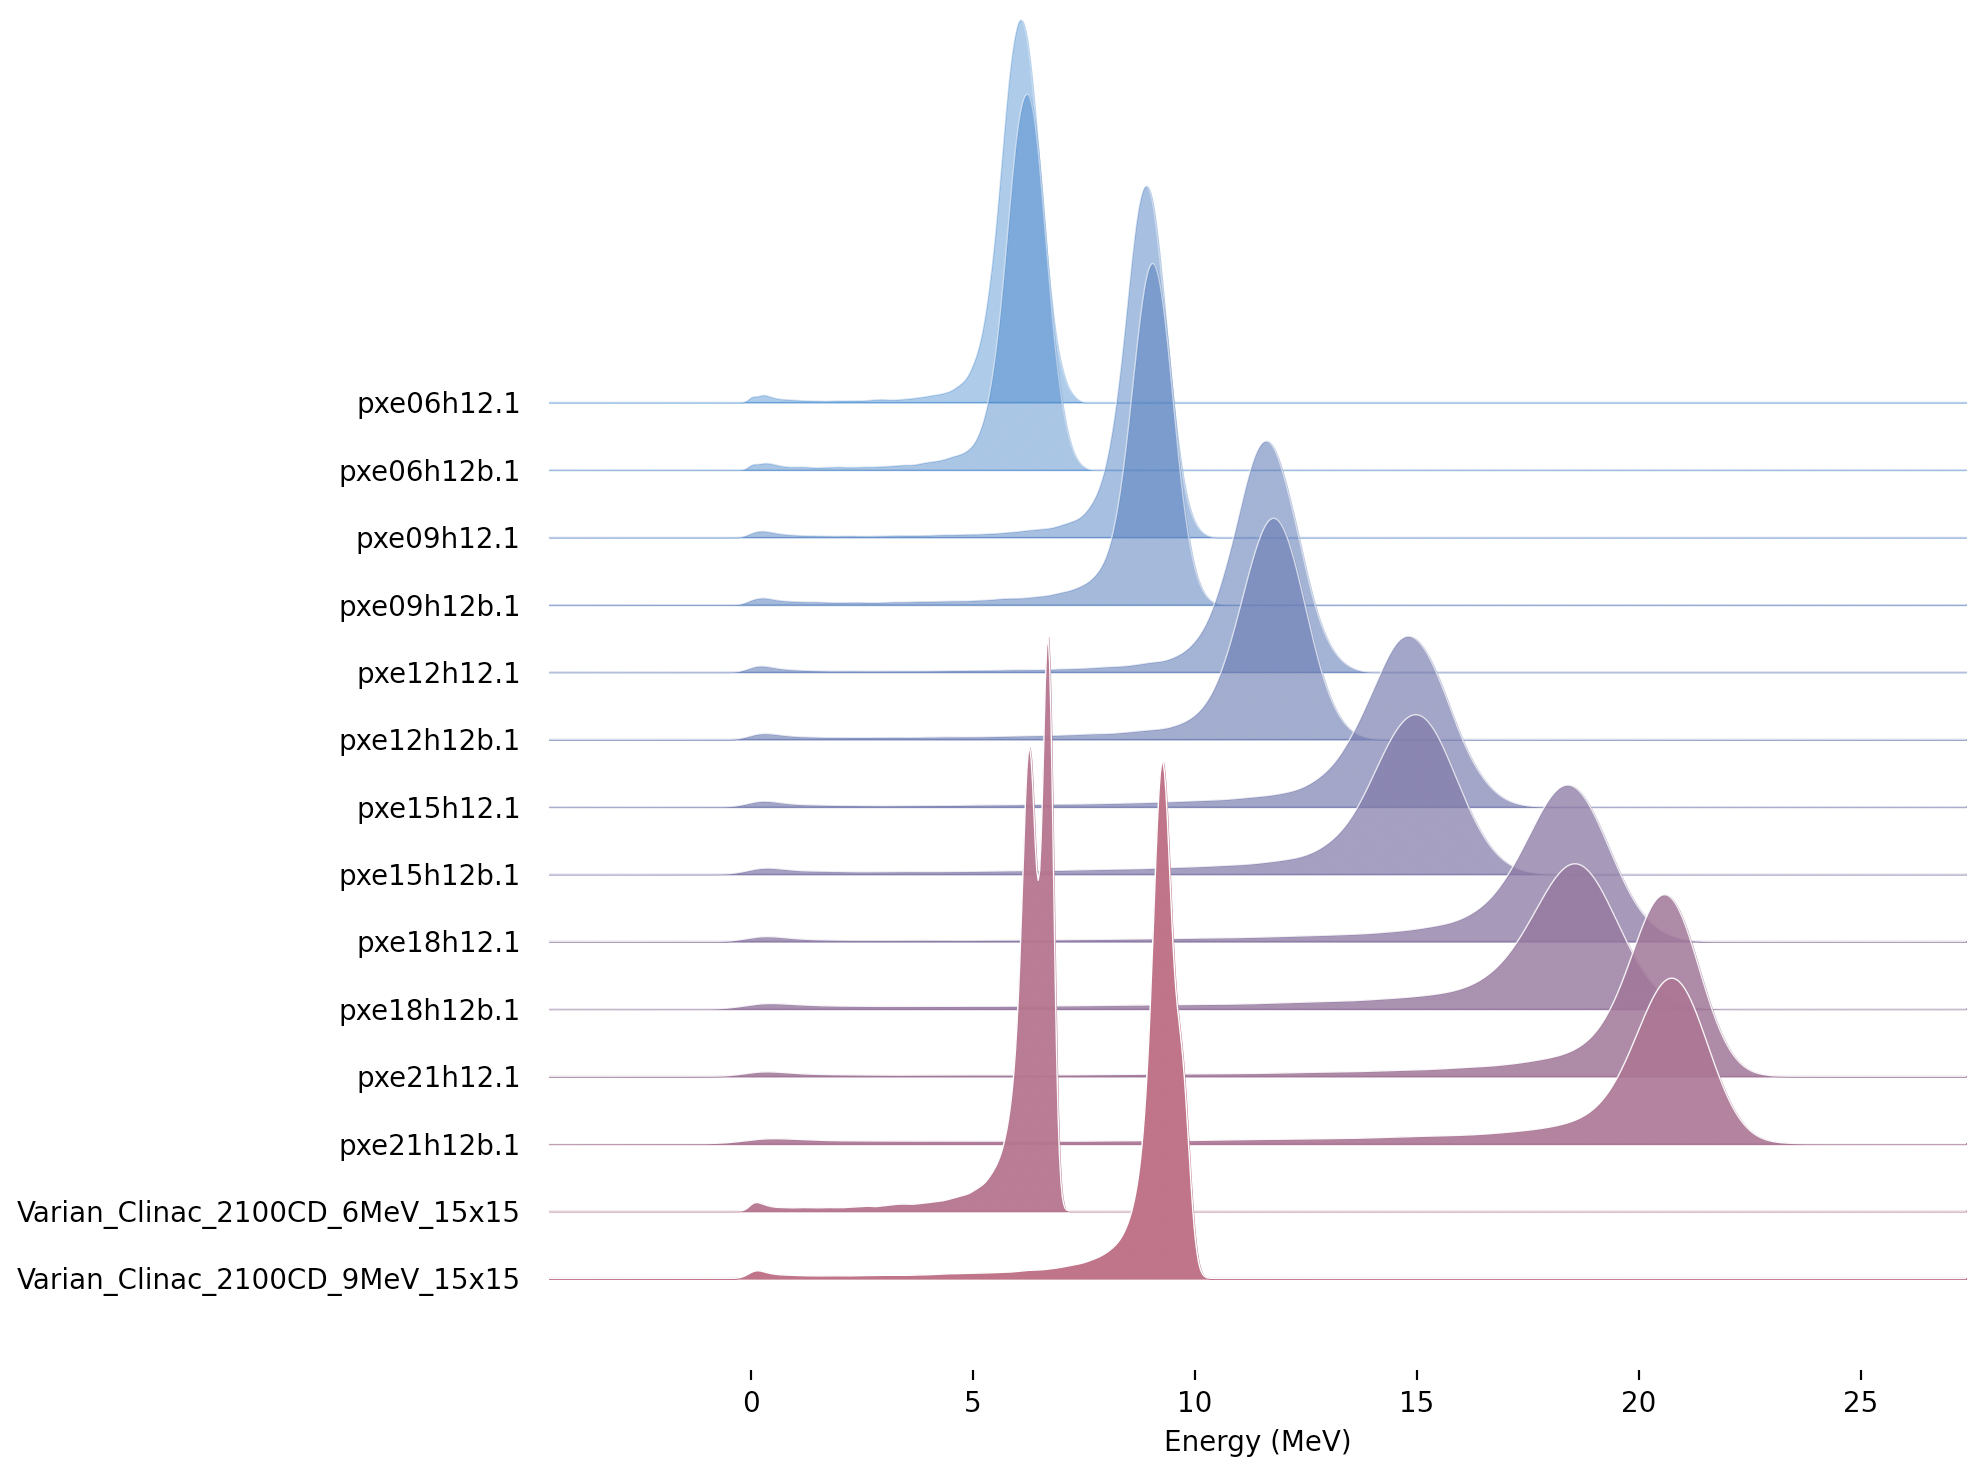 pxe06h12.1
pxe06h12b.1
pxe09h12.1
pxe09h12b.1
pxe12h12.1
pxe12h12b.1
pxe15h12.1
pxe15h12b.1
pxe18h12.1
pxe18h12b.1
pxe21h12.1
pxe21h12b.1
Varian_Clinac_2100CD_6MeV_15x15
Varian_Clinac_2100CD_9MeV_15x15
0 5 10 15 20 25
Energy (MeV)